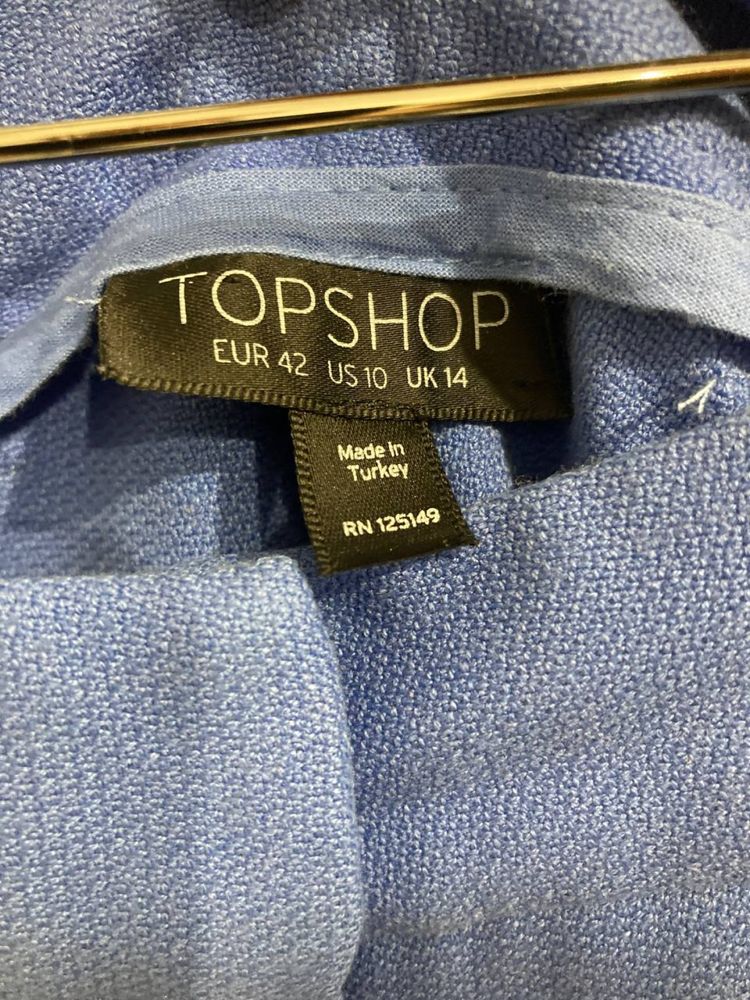 TOPSHOP
EUR 42 US 10 UK 14
Made in
Turkey
RN 125149